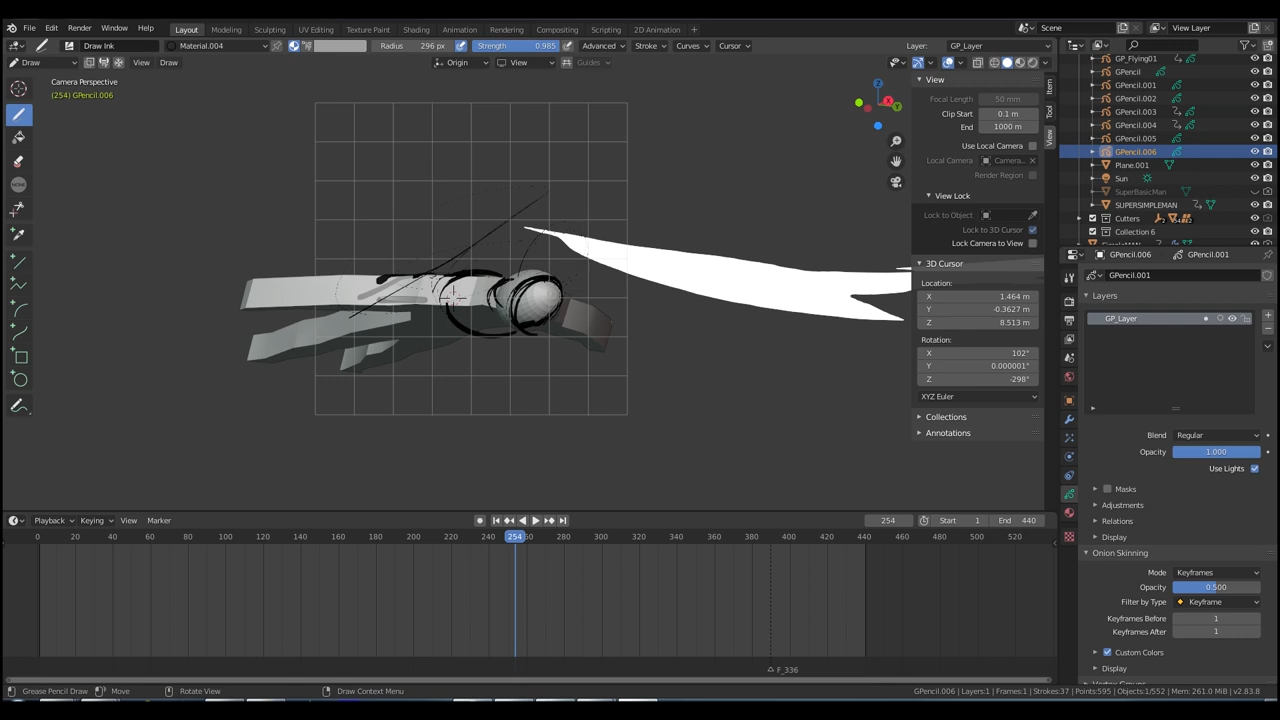 File Edit Render Window Help Layout Modeling Sculpting UV Editing Texture Paint Shading Animation Rendering Compositing Scripting 2D Animation + Scene View Layer
Draw Ink Material.004 Radius 296 px Strength 0.985 Advanced Stroke Curves Cursor Layer: GP_Layer
Draw View Draw Origin View Guides
Camera Perspective
(254) GPencil.006
X
Y
Z
View
Focal Length 50 mm
Clip Start 0.1 m
End 1000 m
Use Local Camera
Local Camera Camera...
Render Region
View Lock
Lock to Object
Lock to 3D Cursor
Lock Camera to View
3D Cursor
Location:
X 1.464 m
Y -0.3627 m
Z 8.513 m
Rotation:
X 102°
Y 0.000001°
Z -298°
XYZ Euler
Collections
Annotations
Item
Tool
View
GP_Flying01
GPencil
GPencil.001
GPencil.002
GPencil.003
GPencil.004
GPencil.005
GPencil.006
Plane.001
Sun
SuperBasicMan
SUPERSIMPLEMAN
Cutters
Collection 6
GPencil.006 GPencil.001
GPencil.001
Layers
GP_Layer
Blend Regular
Opacity 1.000
Use Lights
Masks
Adjustments
Relations
Display
Onion Skinning
Mode Keyframes
Opacity 0.500
Filter by Type Keyframe
Keyframes Before 1
Keyframes After 1
Custom Colors
Display
Playback Keying View Marker 254 Start 1 End 440
0 20 40 60 80 100 120 140 160 180 200 220 240 254 60 280 300 320 340 360 380 400 420 440 460 480 500 520
F_336
Grease Pencil Draw Move Rotate View Draw Context Menu GPencil.006 | Layers:1 | Frames:1 | Strokes:37 | Points:595 | Objects:1/552 | Mem: 261.0 MiB | v2.83.8